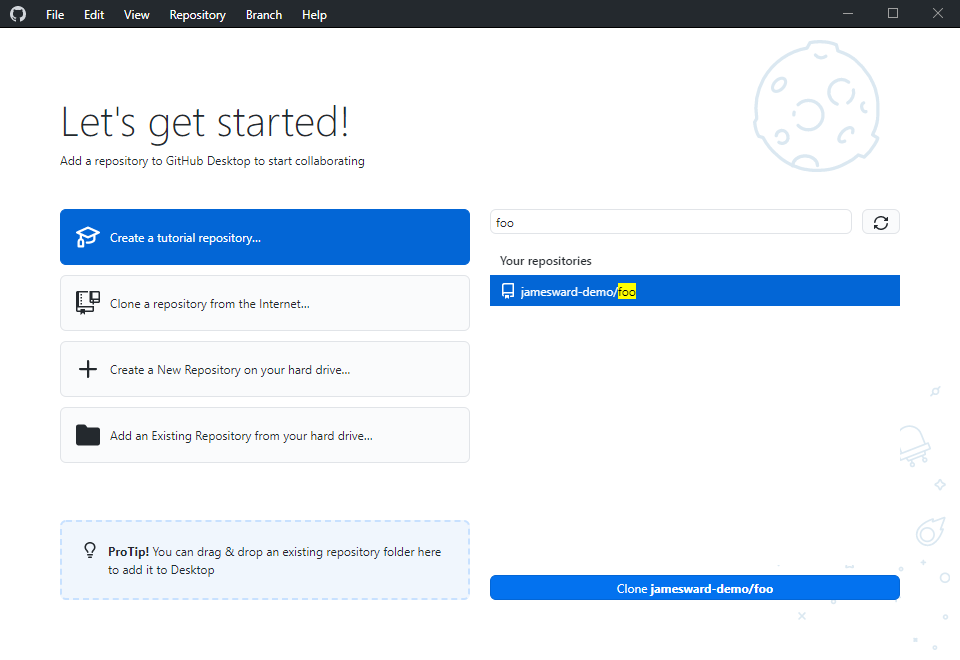 File Edit View Repository Branch Help
Let's get started!
Add a repository to GitHub Desktop to start collaborating
Create a tutorial repository...
Clone a repository from the Internet...
Create a New Repository on your hard drive...
Add an Existing Repository from your hard drive...
ProTip! You can drag & drop an existing repository folder here
to add it to Desktop
foo
Your repositories
jamesward-demo/foo
Clone jamesward-demo/foo